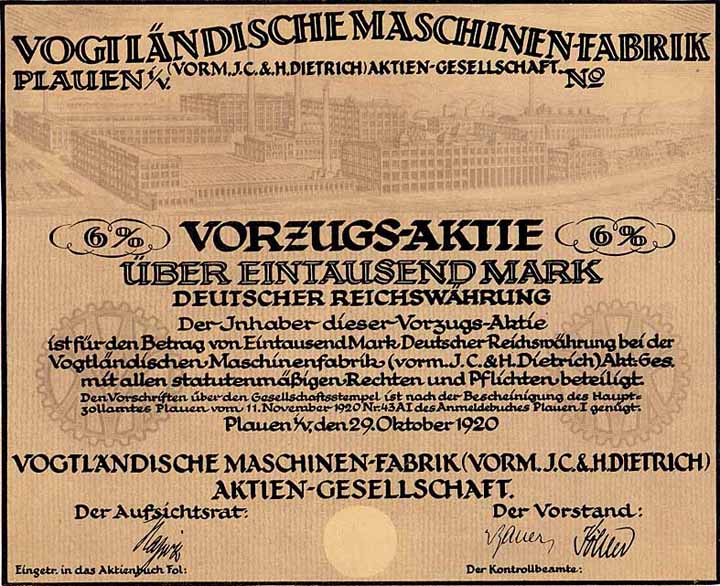 VOGTLÄNDISCHE MASCHINEN-FABRIK
PLAUEN i/V. (VORM. J. C. & H. DIETRICH) AKTIEN-GESELLSCHAFT. No
6% VORZUGS-AKTIE 6%
ÜBER EINTAUSEND MARK
DEUTSCHER REICHSWÄHRUNG
Der Inhaber dieser Vorzugs-Aktie
ist für den Betrag von Eintausend Mark Deutscher Reichswährung bei der
Vogtländischen Maschinenfabrik (vorm. J. C. & H. Dietrich) Akt. Ges.
mit allen statutenmäßigen Rechten und Pflichten beteiligt.
Den Vorschriften über den Gesellschaftsstempel ist nach der Bescheinigung des Haupt-
zollamtes Plauen vom 11. November 1920 Nr. 43 A I des Anmeldebuches Plauen I genügt.
Plauen i/V, den 29. Oktober 1920
VOGTLÄNDISCHE MASCHINEN-FABRIK (VORM. J. C. & H. DIETRICH)
AKTIEN-GESELLSCHAFT.
Der Aufsichtsrat: Der Vorstand:
Eingetr. in das Aktienbuch Fol: Der Kontrollbeamte: